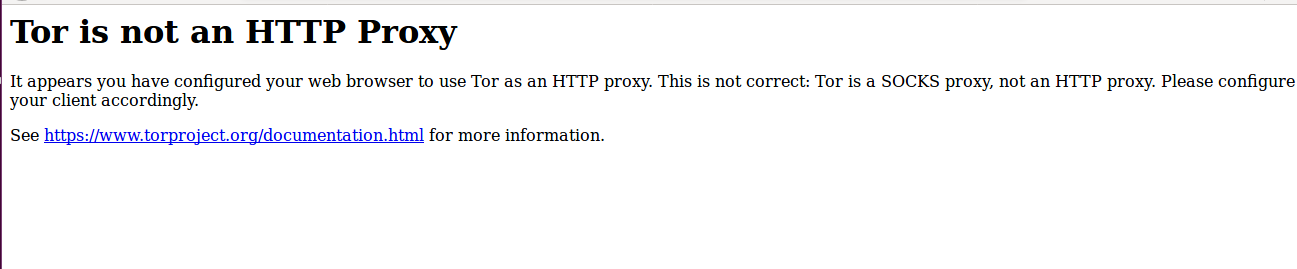 Tor is not an HTTP Proxy
It appears you have configured your web browser to use Tor as an HTTP proxy. This is not correct: Tor is a SOCKS proxy, not an HTTP proxy. Please configure
your client accordingly.
See https://www.torproject.org/documentation.html for more information.